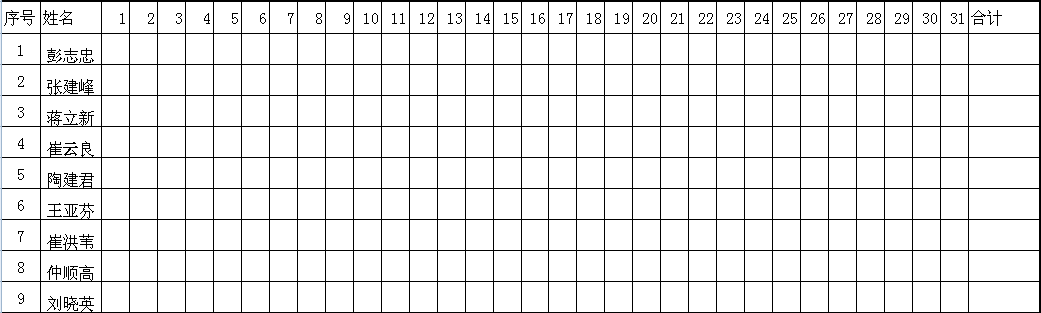 序号 姓名 1 2 3 4 5 6 7 8 9 10 11 12 13 14 15 16 17 18 19 20 21 22 23 24 25 26 27 28 29 30 31 合计
1 彭志忠
2 张建峰
3 蒋立新
4 崔云良
5 陶建君
6 王亚芬
7 崔洪苇
8 仲顺高
9 刘晓英